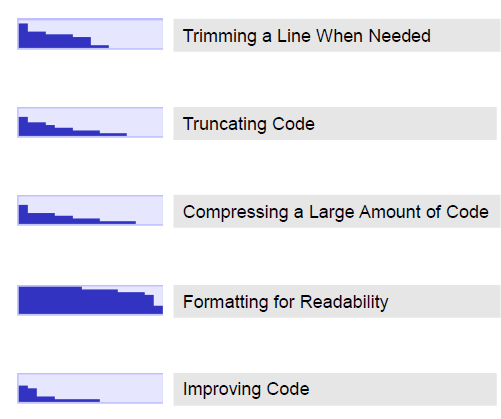 Trimming a Line When Needed
Truncating Code
Compressing a Large Amount of Code
Formatting for Readability
Improving Code